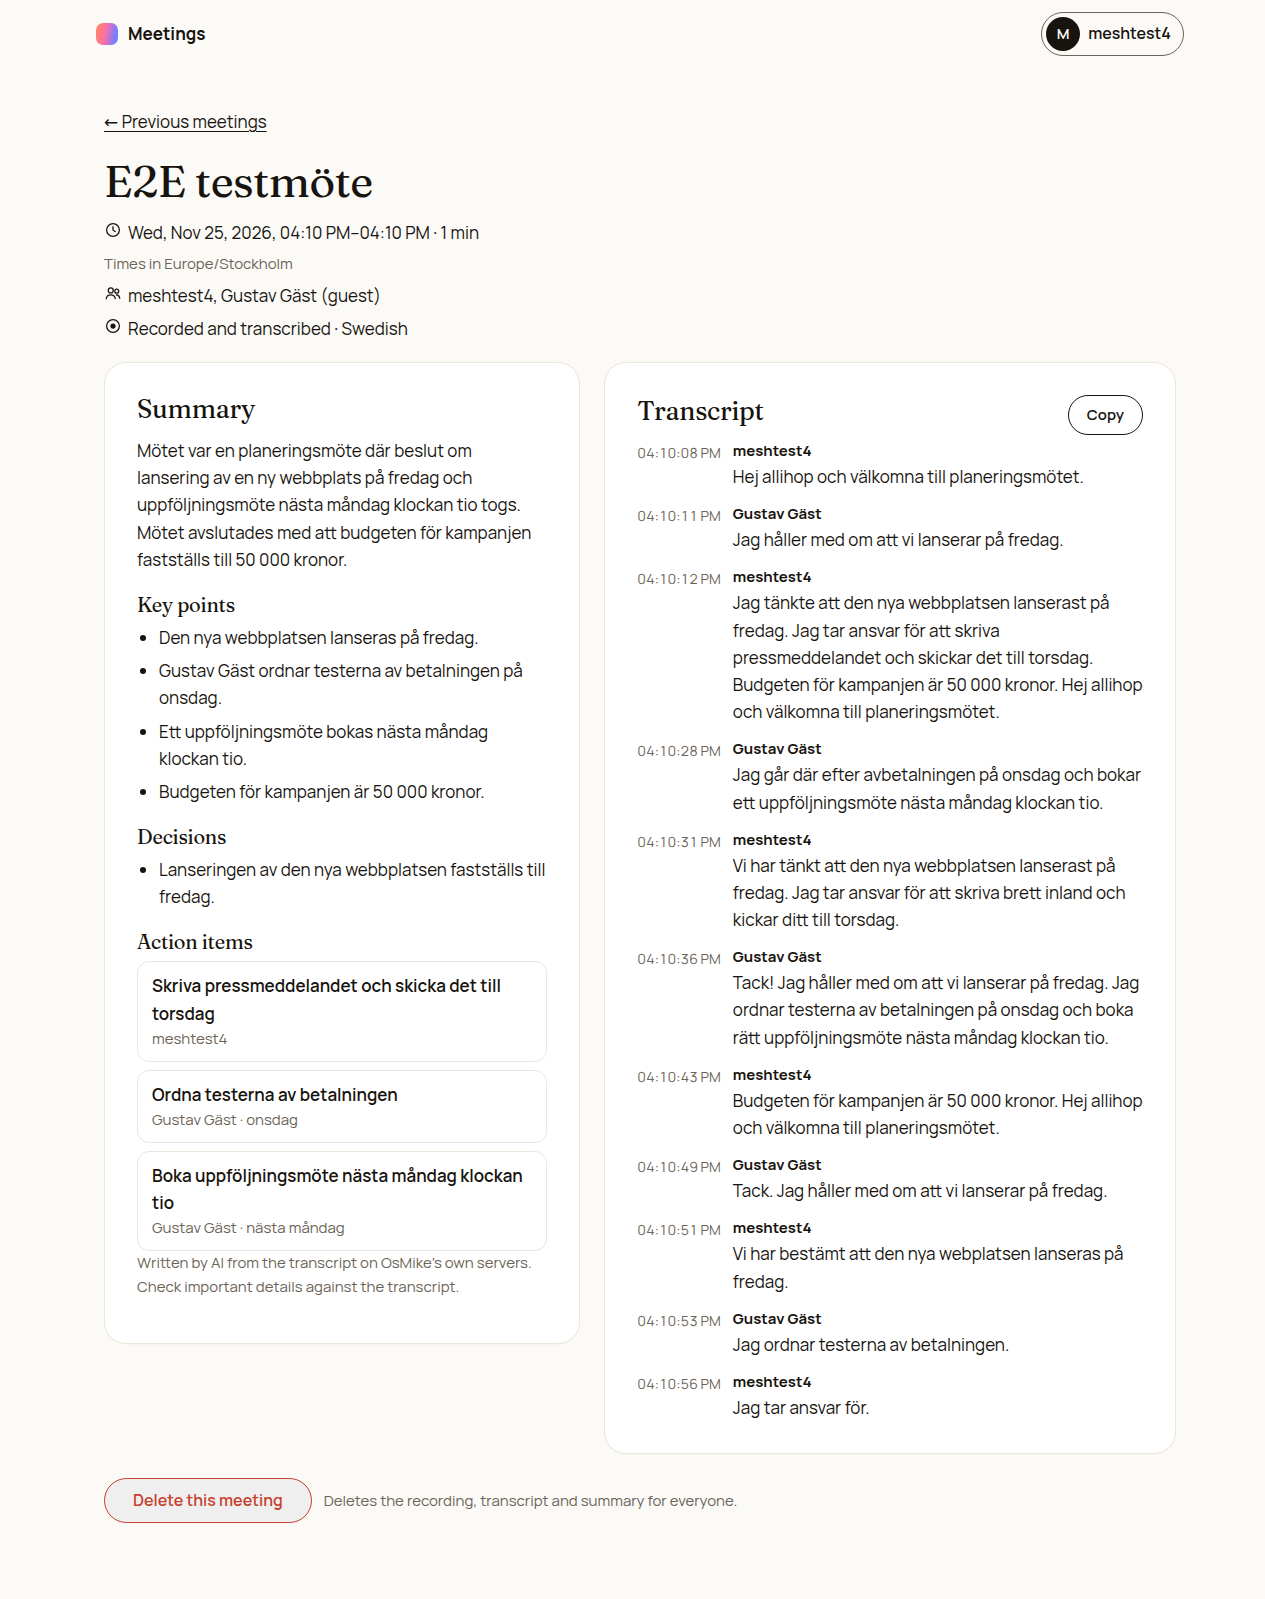 Meetings
M meshtest4
← Previous meetings
E2E testmöte
Wed, Nov 25, 2026, 04:10 PM–04:10 PM · 1 min
Times in Europe/Stockholm
meshtest4, Gustav Gäst (guest)
Recorded and transcribed · Swedish
Summary
Mötet var en planeringsmöte där beslut om
lansering av en ny webbplats på fredag och
uppföljningsmöte nästa måndag klockan tio togs.
Mötet avslutades med att budgeten för kampanjen
fastställs till 50 000 kronor.
Key points
• Den nya webbplatsen lanseras på fredag.
• Gustav Gäst ordnar testerna av betalningen på
onsdag.
• Ett uppföljningsmöte bokas nästa måndag
klockan tio.
• Budgeten för kampanjen är 50 000 kronor.
Decisions
• Lanseringen av den nya webbplatsen fastställs till
fredag.
Action items
Skriva pressmeddelandet och skicka det till
torsdag
meshtest4
Ordna testerna av betalningen
Gustav Gäst · onsdag
Boka uppföljningsmöte nästa måndag klockan
tio
Gustav Gäst · nästa måndag
Written by AI from the transcript on OsMike's own servers.
Check important details against the transcript.
Transcript
Copy
04:10:08 PM meshtest4
Hej allihop och välkomna till planeringsmötet.
04:10:11 PM Gustav Gäst
Jag håller med om att vi lanserar på fredag.
04:10:12 PM meshtest4
Jag tänkte att den nya webbplatsen lanserast på
fredag. Jag tar ansvar för att skriva
pressmeddelandet och skickar det till torsdag.
Budgeten för kampanjen är 50 000 kronor. Hej allihop
och välkomna till planeringsmötet.
04:10:28 PM Gustav Gäst
Jag går där efter avbetalningen på onsdag och bokar
ett uppföljningsmöte nästa måndag klockan tio.
04:10:31 PM meshtest4
Vi har tänkt att den nya webbplatsen lanserast på
fredag. Jag tar ansvar för att skriva brett inland och
kickar ditt till torsdag.
04:10:36 PM Gustav Gäst
Tack! Jag håller med om att vi lanserar på fredag. Jag
ordnar testerna av betalningen på onsdag och boka
rätt uppföljningsmöte nästa måndag klockan tio.
04:10:43 PM meshtest4
Budgeten för kampanjen är 50 000 kronor. Hej allihop
och välkomna till planeringsmötet.
04:10:49 PM Gustav Gäst
Tack. Jag håller med om att vi lanserar på fredag.
04:10:51 PM meshtest4
Vi har bestämt att den nya webplatsen lanseras på
fredag.
04:10:53 PM Gustav Gäst
Jag ordnar testerna av betalningen.
04:10:56 PM meshtest4
Jag tar ansvar för.
Delete this meeting
Deletes the recording, transcript and summary for everyone.